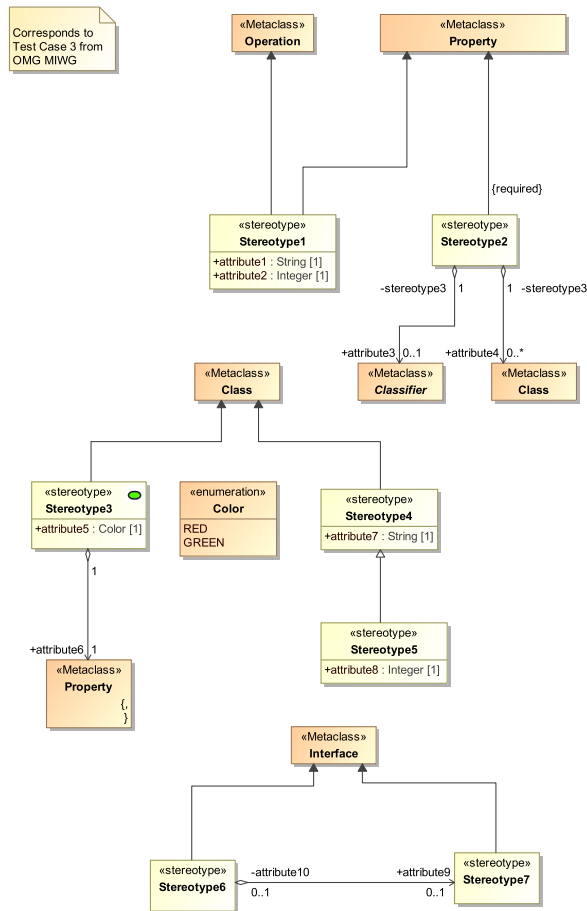 Corresponds to
Test Case 3 from
OMG MIWG
«Metaclass»
Operation
«Metaclass»
Property
{required}
«stereotype»
Stereotype1
+attribute1 : String [1]
+attribute2 : Integer [1]
«stereotype»
Stereotype2
-stereotype3
1
1
-stereotype3
+attribute3
0..1
+attribute4
0..*
«Metaclass»
Classifier
«Metaclass»
Class
«Metaclass»
Class
«stereotype»
Stereotype3
+attribute5 : Color [1]
«enumeration»
Color
RED
GREEN
«stereotype»
Stereotype4
+attribute7 : String [1]
1
+attribute6
1
«Metaclass»
Property
{,
}
«stereotype»
Stereotype5
+attribute8 : Integer [1]
«Metaclass»
Interface
«stereotype»
Stereotype6
-attribute10
0..1
+attribute9
0..1
«stereotype»
Stereotype7